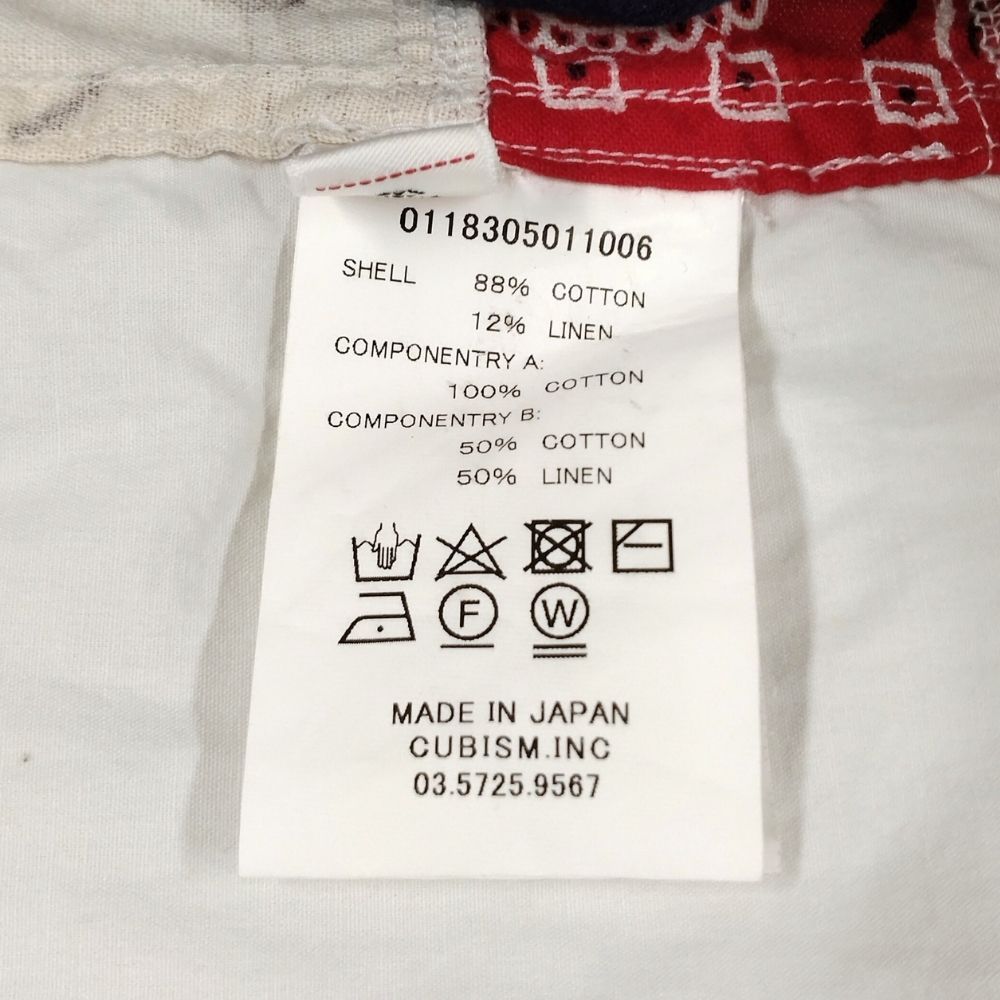 0118305011006
SHELL 88% COTTON
12% LINEN
COMPONENTRY A:
100% COTTON
COMPONENTRY B:
50% COTTON
50% LINEN
F W
MADE IN JAPAN
CUBISM.INC
03.5725.9567